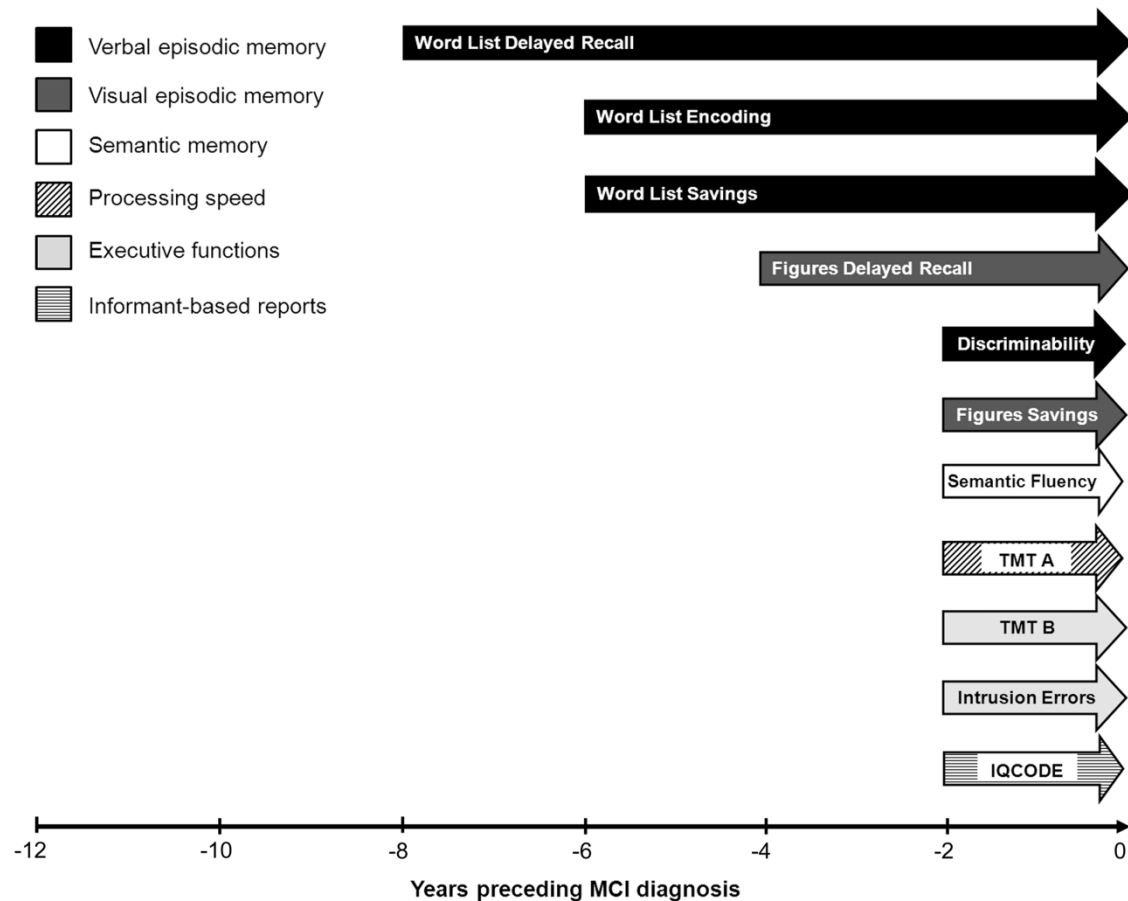 Verbal episodic memory
Visual episodic memory
Semantic memory
Processing speed
Executive functions
Informant-based reports
Word List Delayed Recall
Word List Encoding
Word List Savings
Figures Delayed Recall
Discriminability
Figures Savings
Semantic Fluency
TMT A
TMT B
Intrusion Errors
IQCODE
-12 -10 -8 -6 -4 -2 0
Years preceding MCI diagnosis